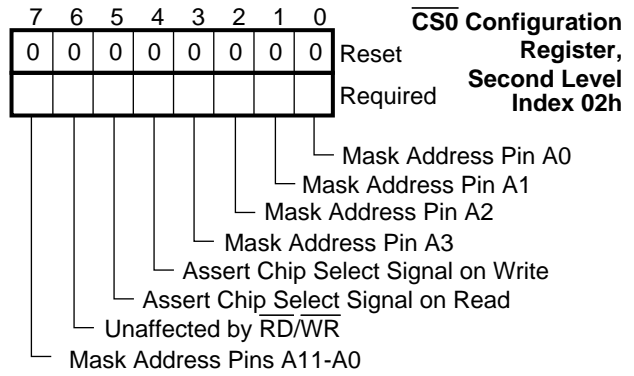 7 6 5 4 3 2 1 0
CS0 Configuration
Register,
Second Level
Index 02h
0 0 0 0 0 0 0 0 Reset
Required
Mask Address Pin A0
Mask Address Pin A1
Mask Address Pin A2
Mask Address Pin A3
Assert Chip Select Signal on Write
Assert Chip Select Signal on Read
Unaffected by RD/WR
Mask Address Pins A11-A0